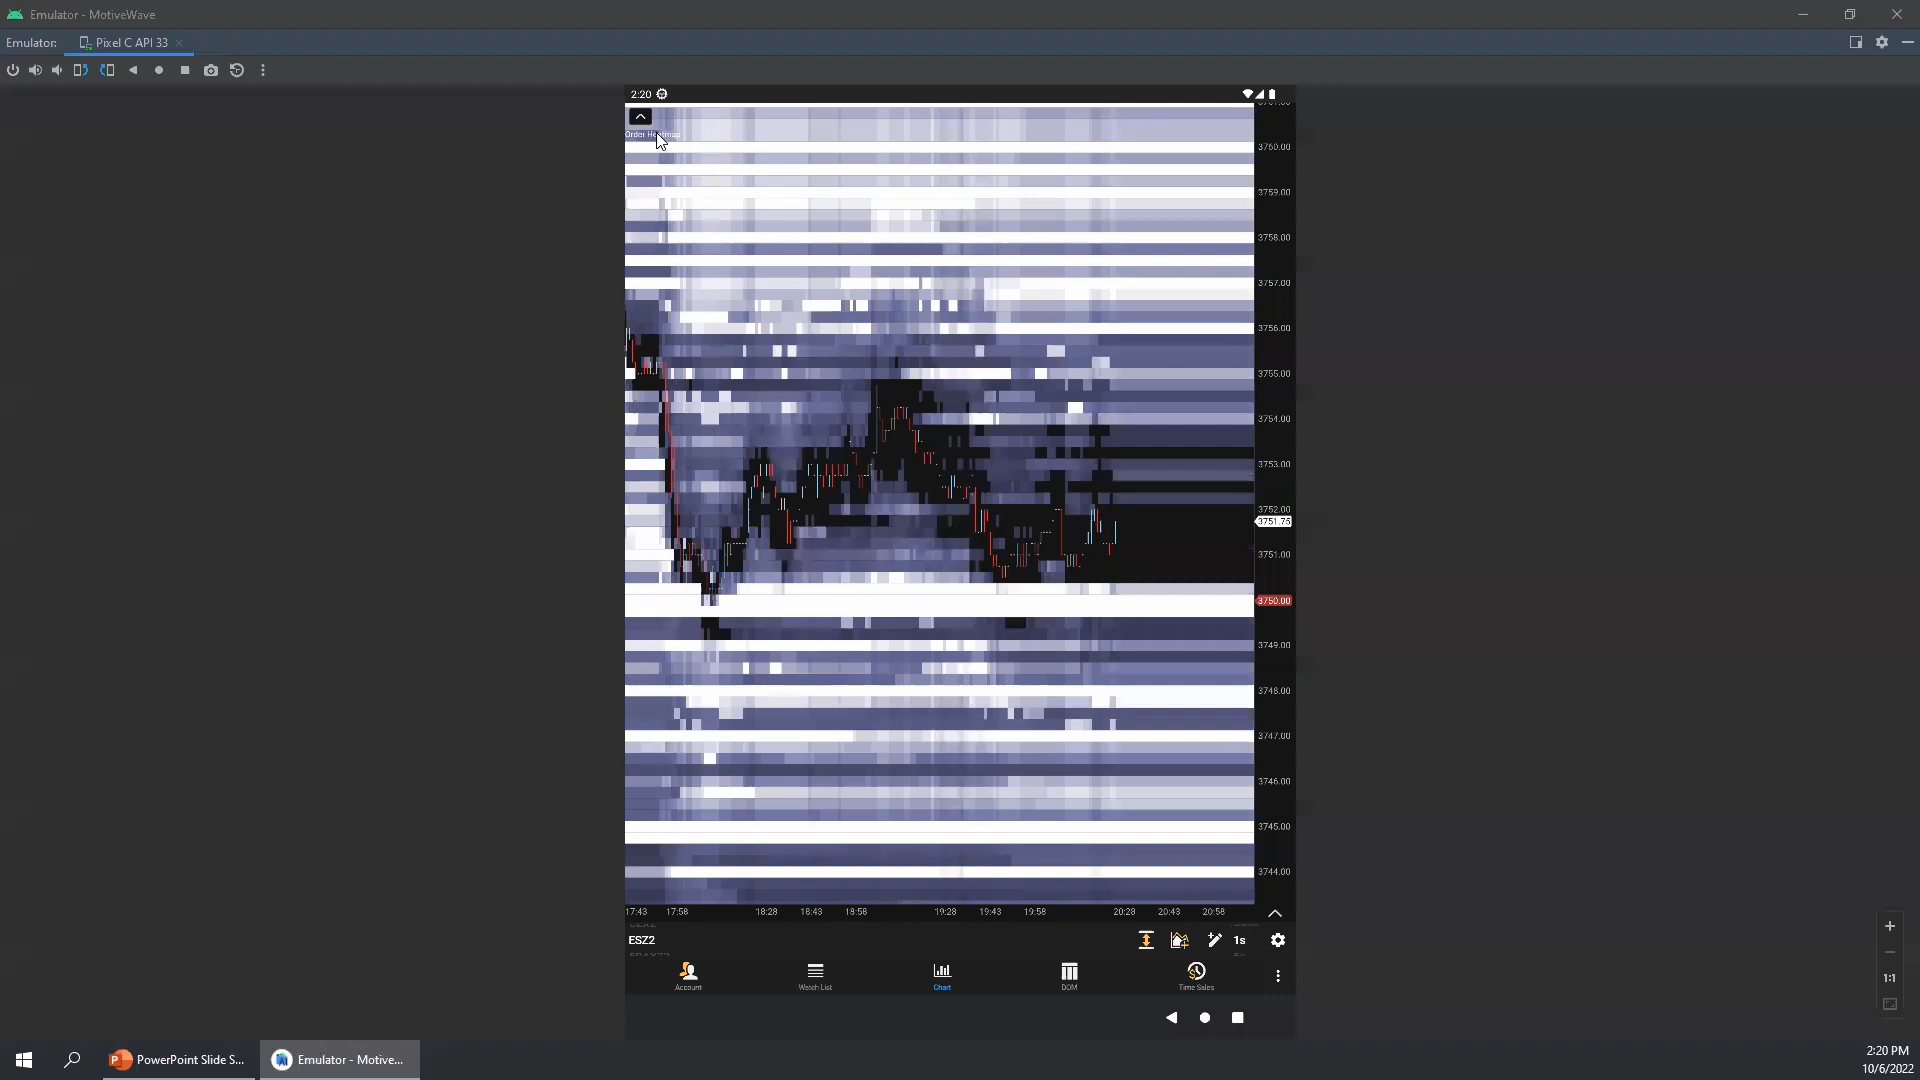 Emulator - MotiveWave
Emulator:
Pixel C API 33
2:20
Order Heatmap
3760.00
3759.00
3758.00
3757.00
3756.00
3755.00
3754.00
3753.00
3752.00
3751.75
3751.00
3750.00
3749.00
3748.00
3747.00
3746.00
3745.00
3744.00
17:43 17:58 18:28 18:43 18:58 19:28 19:43 19:58 20:28 20:43 20:58
ESZ2
1s
Account
Watch List
Chart
DOM
Time Sales
1:1
PowerPoint Slide S...
Emulator - Motive...
2:20 PM
10/6/2022